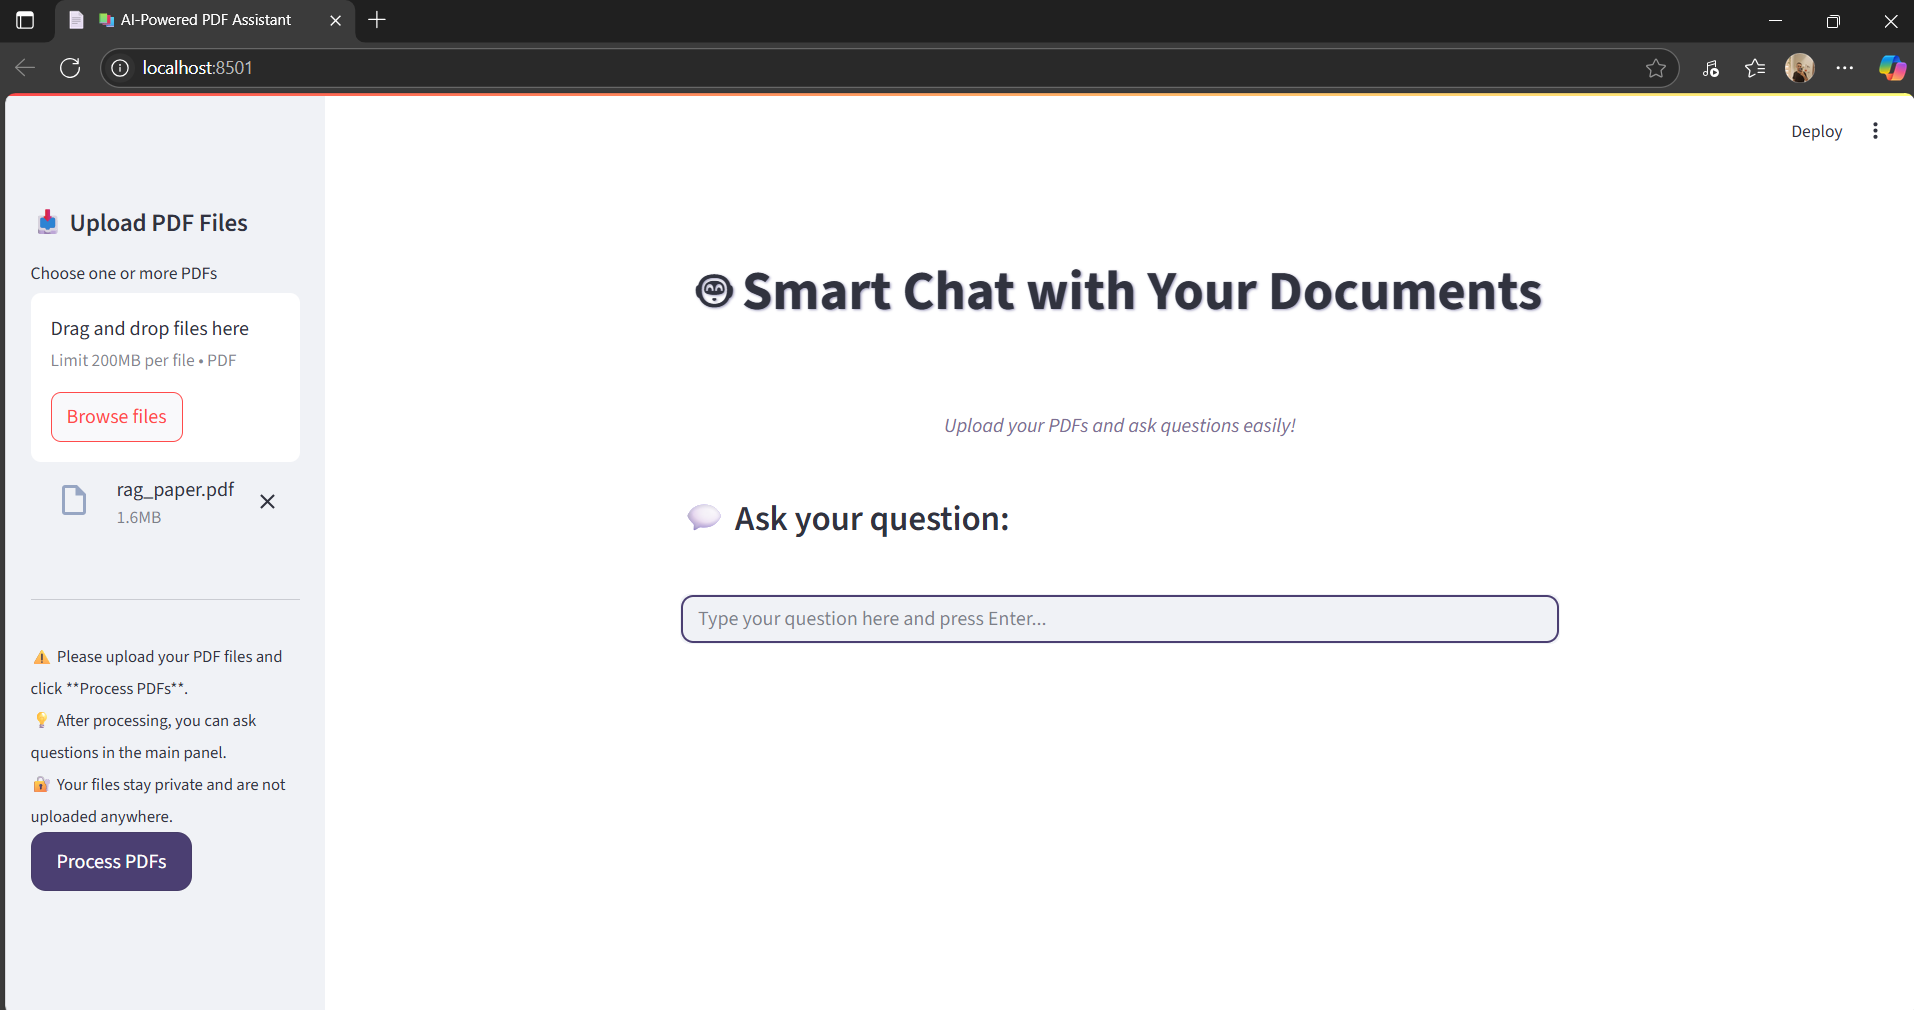 AI-Powered PDF Assistant
localhost:8501
Deploy
Upload PDF Files
Choose one or more PDFs
Drag and drop files here
Limit 200MB per file • PDF
Browse files
rag_paper.pdf
1.6MB
⚠️ Please upload your PDF files and
click **Process PDFs**.
💡 After processing, you can ask
questions in the main panel.
🔐 Your files stay private and are not
uploaded anywhere.
Process PDFs
Smart Chat with Your Documents
Upload your PDFs and ask questions easily!
Ask your question:
Type your question here and press Enter...